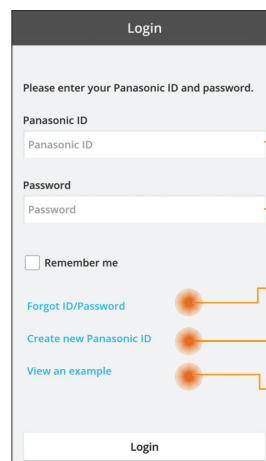 Login
Please enter your Panasonic ID and password.
Panasonic ID
Panasonic ID
Password
Password
Remember me
Forgot ID/Password
Create new Panasonic ID
View an example
Login